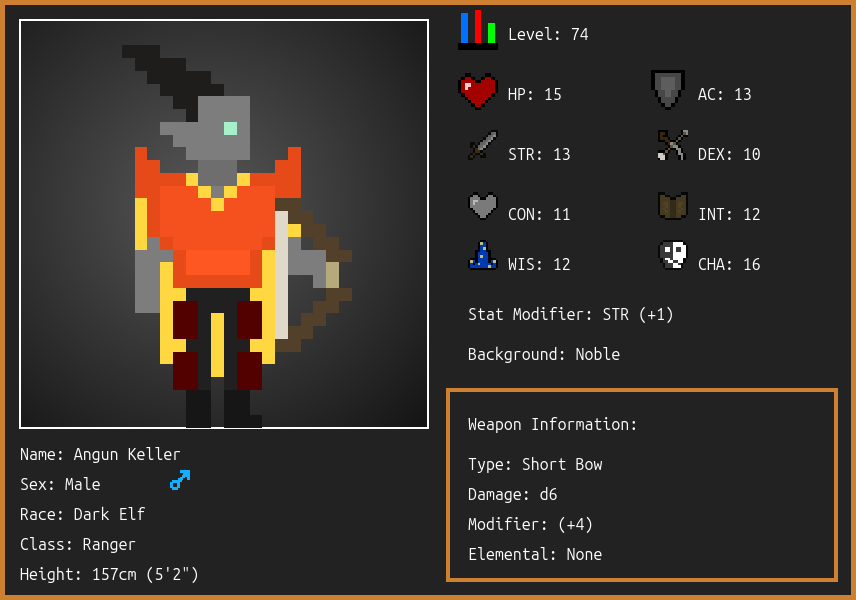 Level: 74
HP: 15
AC: 13
STR: 13
DEX: 10
CON: 11
INT: 12
WIS: 12
CHA: 16
Stat Modifier: STR (+1)
Background: Noble
Weapon Information:
Type: Short Bow
Damage: d6
Modifier: (+4)
Elemental: None
Name: Angun Keller
Sex: Male
Race: Dark Elf
Class: Ranger
Height: 157cm (5'2")